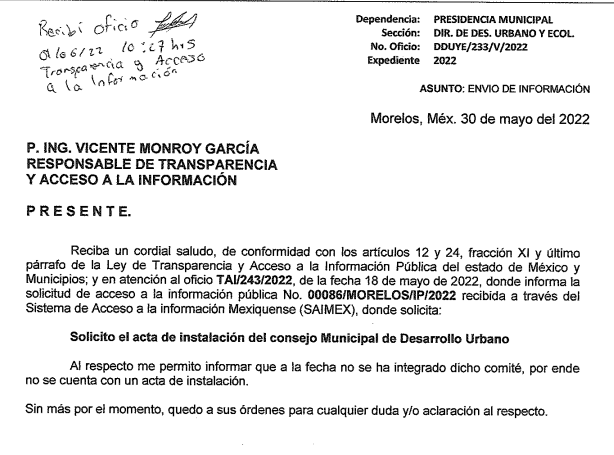 Recibí oficio
01/06/22 10:27 hrs
Transparencia y Acceso
a la Información
Dependencia: PRESIDENCIA MUNICIPAL
Sección: DIR. DE DES. URBANO Y ECOL.
No. Oficio: DDUYE/233/V/2022
Expediente 2022
ASUNTO: ENVIO DE INFORMACIÓN
Morelos, Méx. 30 de mayo del 2022
P. ING. VICENTE MONROY GARCÍA
RESPONSABLE DE TRANSPARENCIA
Y ACCESO A LA INFORMACIÓN
P R E S E N T E.
Reciba un cordial saludo, de conformidad con los artículos 12 y 24, fracción XI y último
párrafo de la Ley de Transparencia y Acceso a la Información Pública del estado de México y
Municipios; y en atención al oficio TAI/243/2022, de la fecha 18 de mayo de 2022, donde informa la
solicitud de acceso a la información pública No. 00086/MORELOS/IP/2022 recibida a través del
Sistema de Acceso a la información Mexiquense (SAIMEX), donde solicita:
Solicito el acta de instalación del consejo Municipal de Desarrollo Urbano
Al respecto me permito informar que a la fecha no se ha integrado dicho comité, por ende
no se cuenta con un acta de instalación.
Sin más por el momento, quedo a sus órdenes para cualquier duda y/o aclaración al respecto.